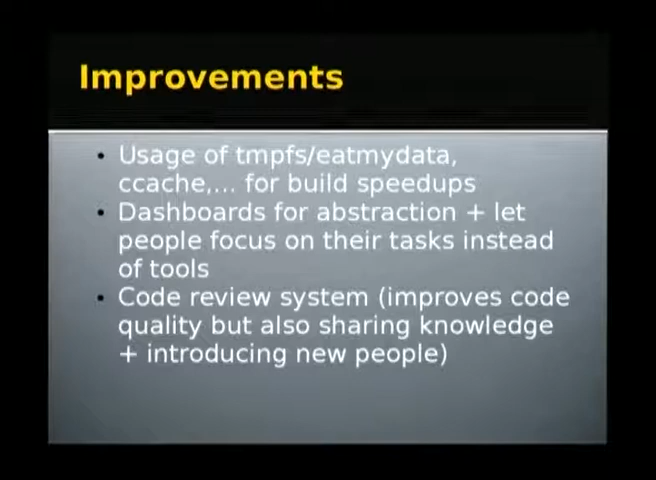 Improvements
• Usage of tmpfs/eatmydata,
ccache,... for build speedups
• Dashboards for abstraction + let
people focus on their tasks instead
of tools
• Code review system (improves code
quality but also sharing knowledge
+ introducing new people)